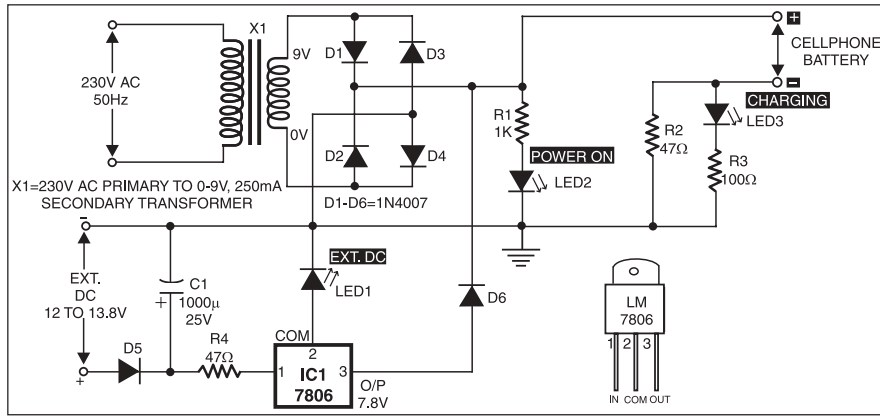 X1
9V
0V
230V AC
50Hz
D1
D3
D2
D4
X1=230V AC PRIMARY TO 0-9V, 250mA
SECONDARY TRANSFORMER
D1-D6=1N4007
R1
1K
POWER ON
LED2
+
−
CELLPHONE
BATTERY
R2
47Ω
CHARGING
LED3
R3
100Ω
-
EXT.
DC
12 TO 13.8V
+
C1
1000µ
25V
+
D5
R4
47Ω
EXT. DC
LED1
COM
2
1
3
IC1
7806
O/P
7.8V
D6
LM
7806
1 2 3
IN COM OUT